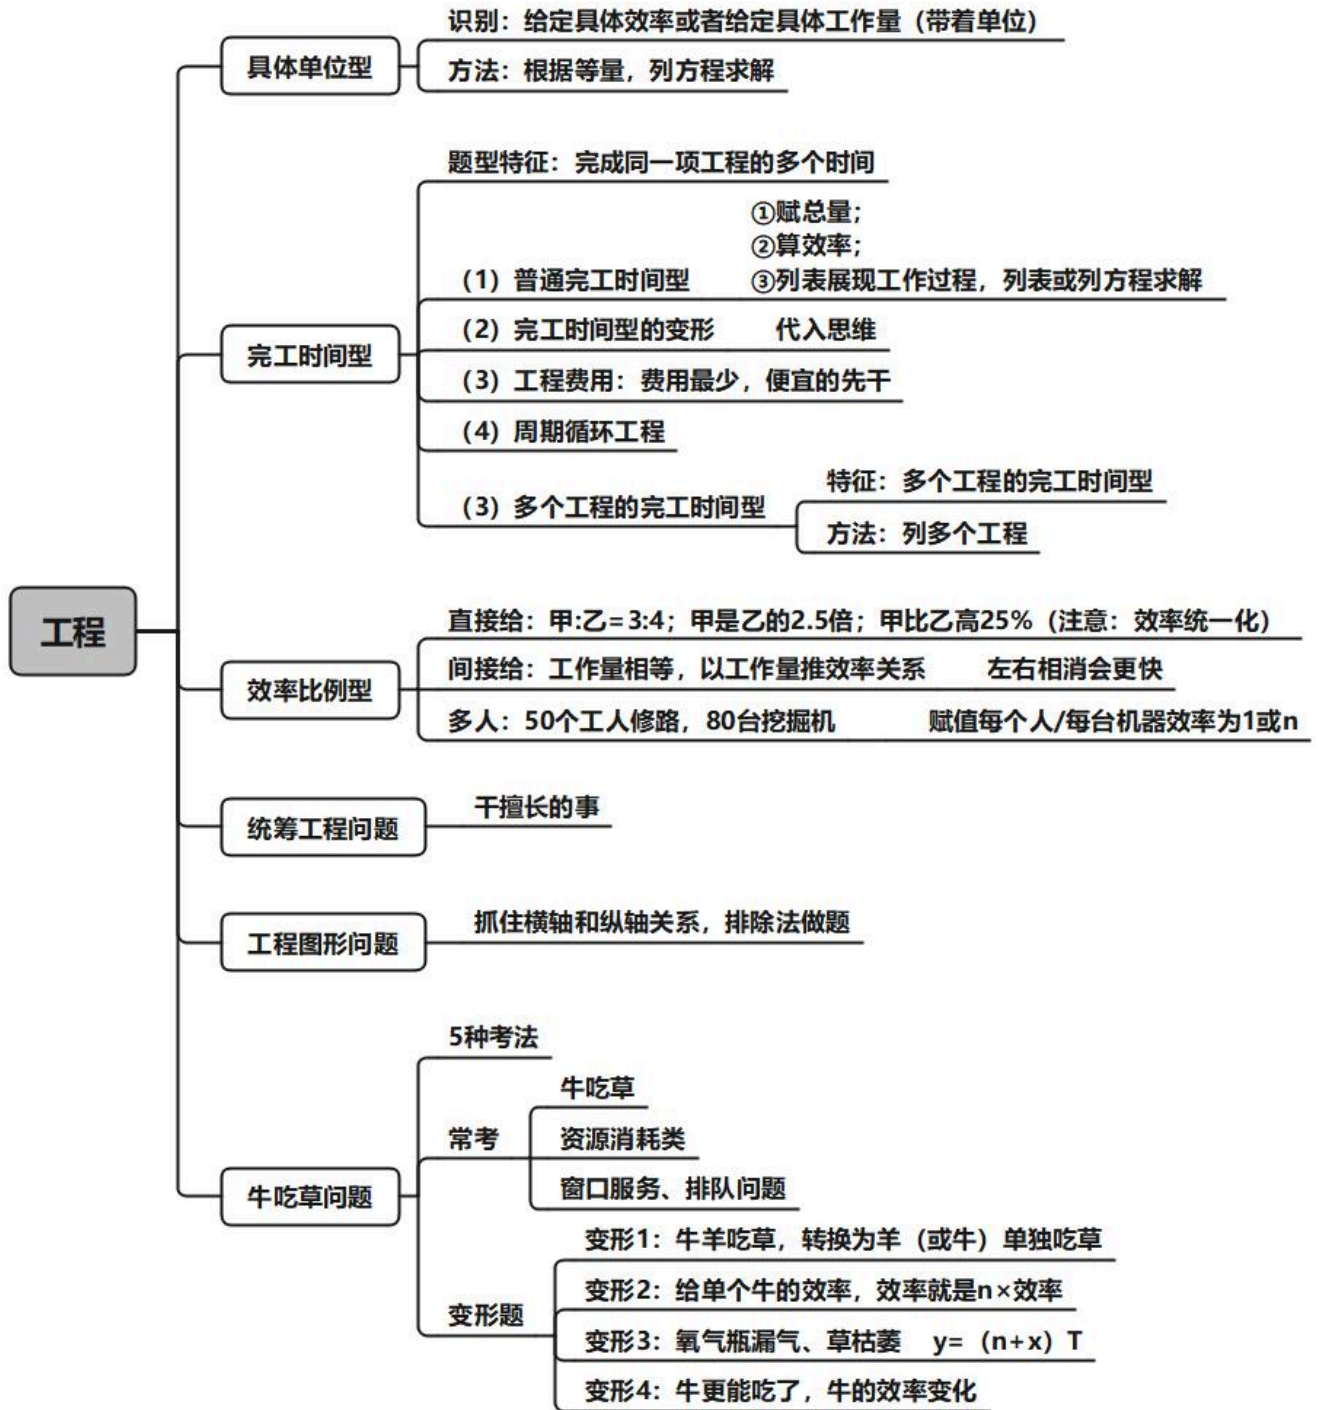 识别：给定具体效率或者给定具体工作量（带着单位）
具体单位型
方法：根据等量，列方程求解
题型特征：完成同一项工程的多个时间
①赋总量；
②算效率；
（1）普通完工时间型 ③列表展现工作过程，列表或列方程求解
（2）完工时间型的变形 代入思维
完工时间型
（3）工程费用：费用最少，便宜的先干
（4）周期循环工程
特征：多个工程的完工时间型
（3）多个工程的完工时间型
方法：列多个工程
工程
直接给：甲:乙=3:4；甲是乙的2.5倍；甲比乙高25%（注意：效率统一化）
间接给：工作量相等，以工作量推效率关系 左右相消会更快
效率比例型
多人：50个工人修路，80台挖掘机 赋值每个人/每台机器效率为1或n
干擅长的事
统筹工程问题
抓住横轴和纵轴关系，排除法做题
工程图形问题
5种考法
牛吃草
常考
资源消耗类
窗口服务、排队问题
牛吃草问题
变形1：牛羊吃草，转换为羊（或牛）单独吃草
变形2：给单个牛的效率，效率就是n×效率
变形题
变形3：氧气瓶漏气、草枯萎 y=（n+x）T
变形4：牛更能吃了，牛的效率变化